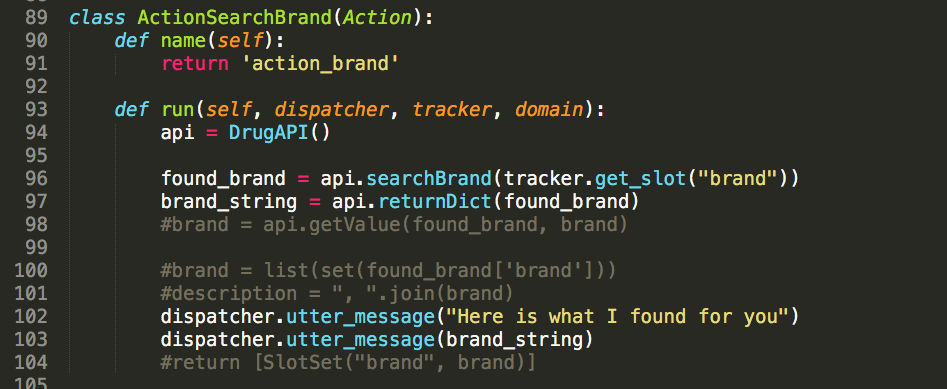 89 class ActionSearchBrand(Action):
90     def name(self):
91         return 'action_brand'
92
93     def run(self, dispatcher, tracker, domain):
94         api = DrugAPI()
95
96         found_brand = api.searchBrand(tracker.get_slot("brand"))
97         brand_string = api.returnDict(found_brand)
98         #brand = api.getValue(found_brand, brand)
99
100         #brand = list(set(found_brand['brand']))
101         #description = ", ".join(brand)
102         dispatcher.utter_message("Here is what I found for you")
103         dispatcher.utter_message(brand_string)
104         #return [SlotSet("brand", brand)]
105